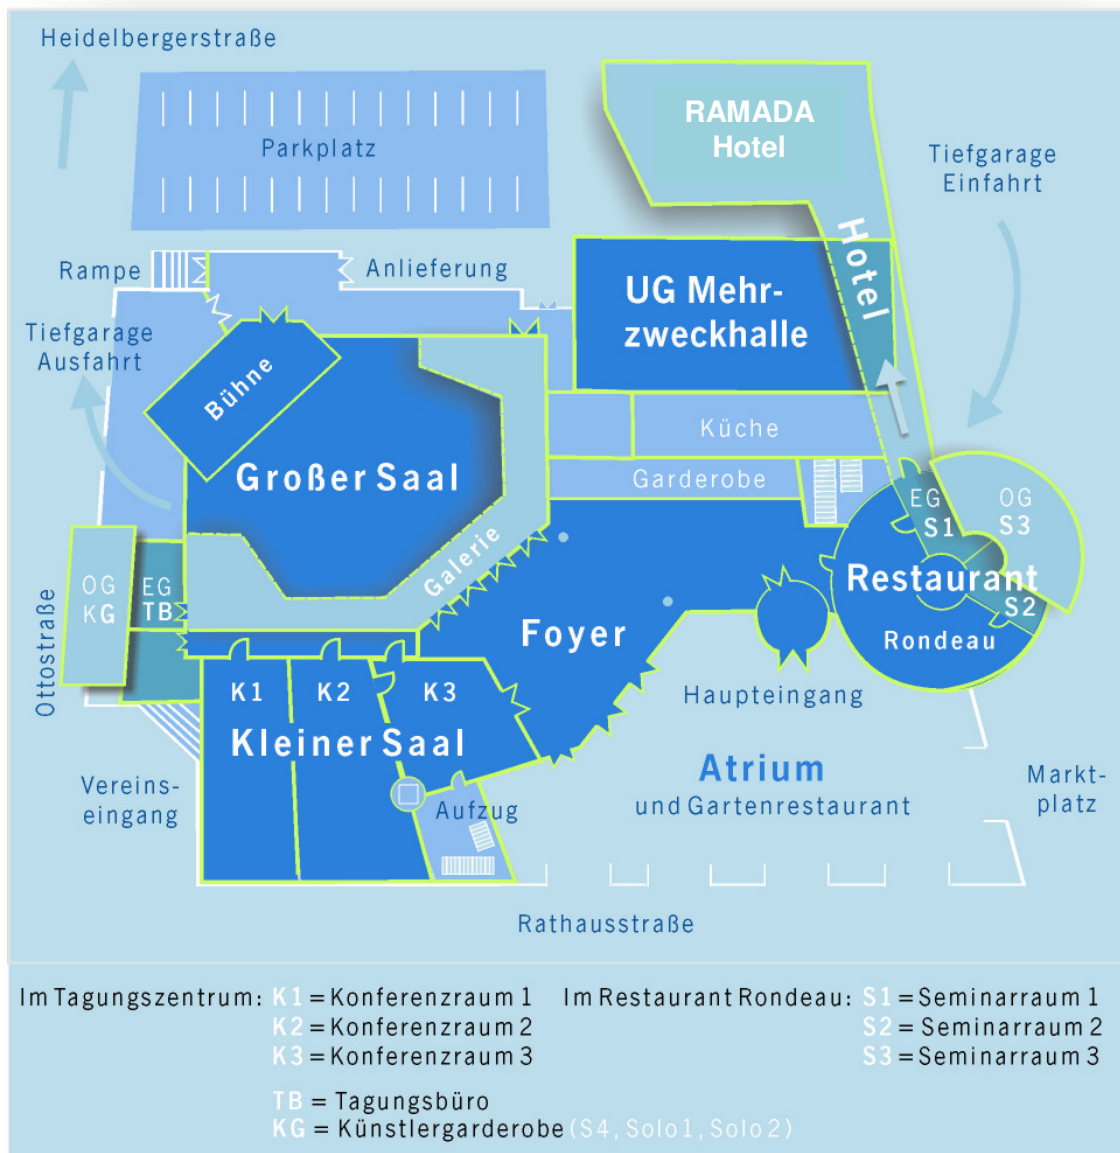 Heidelbergerstraße
Parkplatz
RAMADA
Hotel
Tiefgarage
Einfahrt
Rampe
Anlieferung
Hotel
UG Mehr-
zweckhalle
Tiefgarage
Ausfahrt
Bühne
Großer Saal
Küche
Garderobe
Galerie
EG
S1
OG
S3
OG
KG
EG
TB
Restaurant
S2
Rondeau
Foyer
Ottostraße
K1
K2
K3
Kleiner Saal
Haupteingang
Atrium
und Gartenrestaurant
Markt-
platz
Vereins-
eingang
Aufzug
Rathausstraße
Im Tagungszentrum: K1 = Konferenzraum 1
K2 = Konferenzraum 2
K3 = Konferenzraum 3
TB = Tagungsbüro
KG = Künstlergarderobe (S4, Solo1, Solo2)
Im Restaurant Rondeau: S1 = Seminarraum 1
S2 = Seminarraum 2
S3 = Seminarraum 3